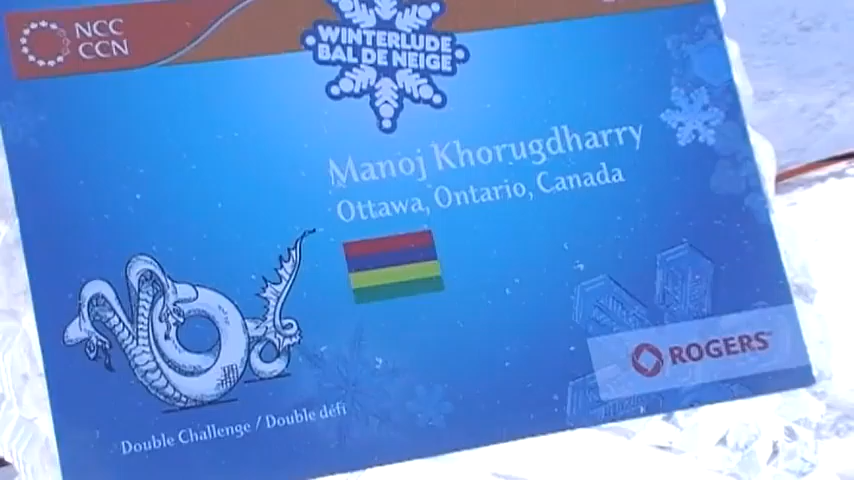 NCC
CCN
WINTERLUDE
BAL DE NEIGE
Manoj Khorugdharry
Ottawa, Ontario, Canada
ROGERS
Double Challenge / Double défi